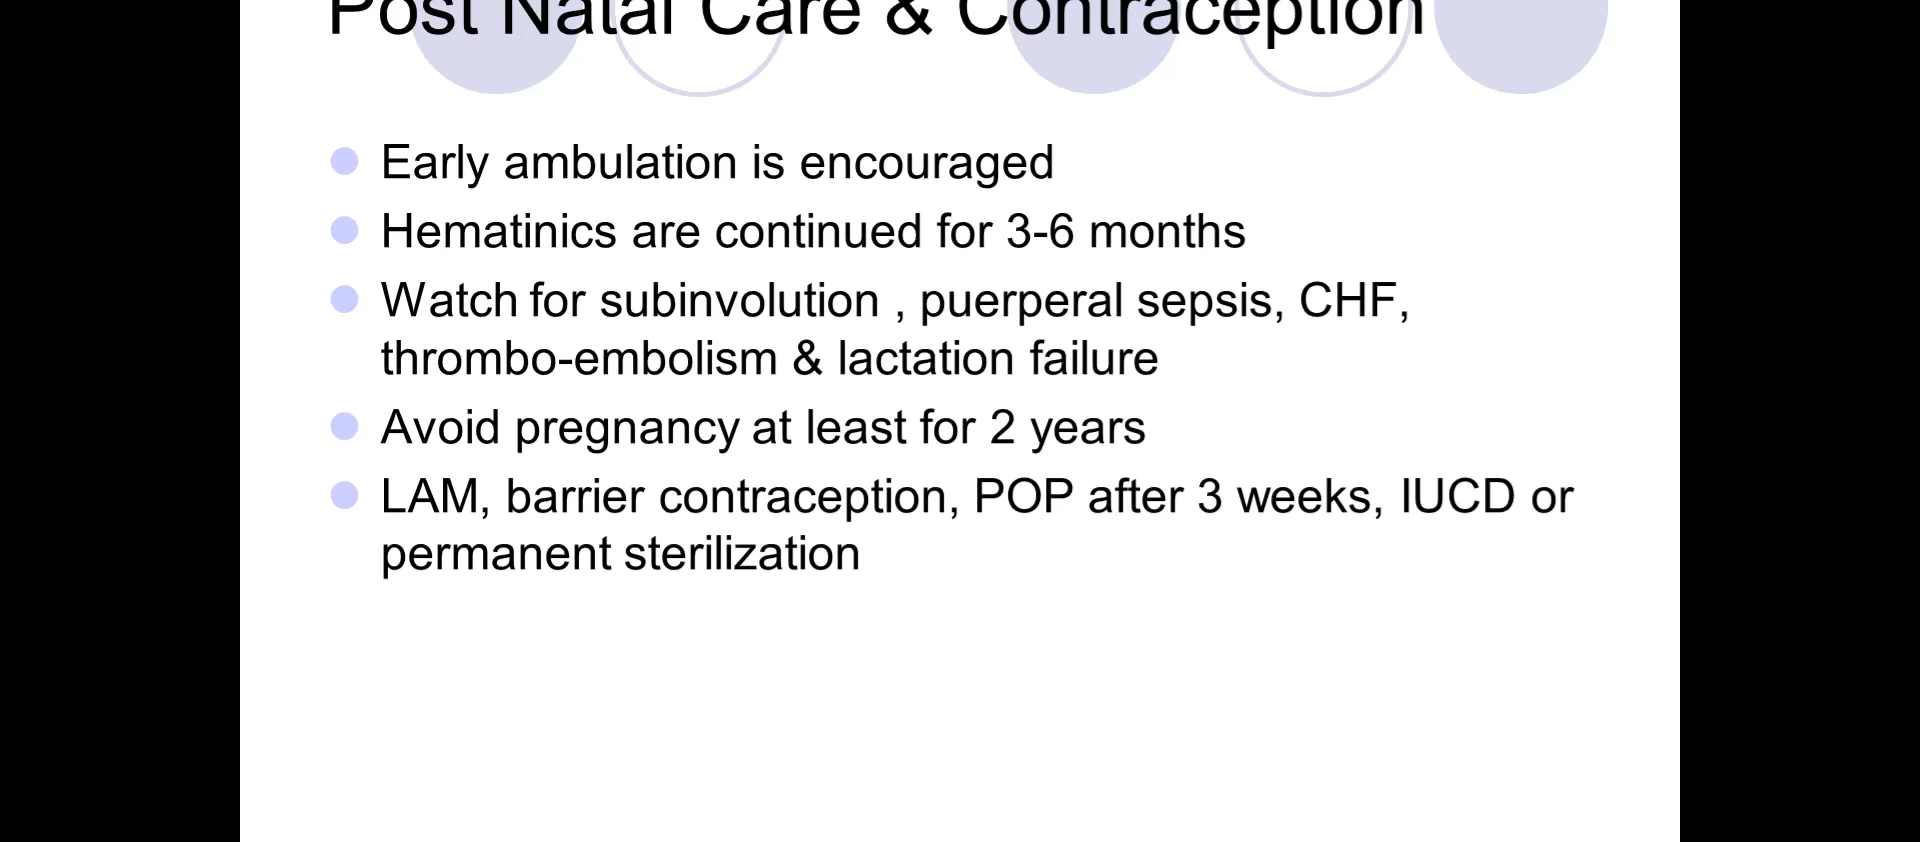 Post Natal Care & Contraception
Early ambulation is encouraged
Hematinics are continued for 3-6 months
Watch for subinvolution , puerperal sepsis, CHF,
thrombo-embolism & lactation failure
Avoid pregnancy at least for 2 years
LAM, barrier contraception, POP after 3 weeks, IUCD or
permanent sterilization